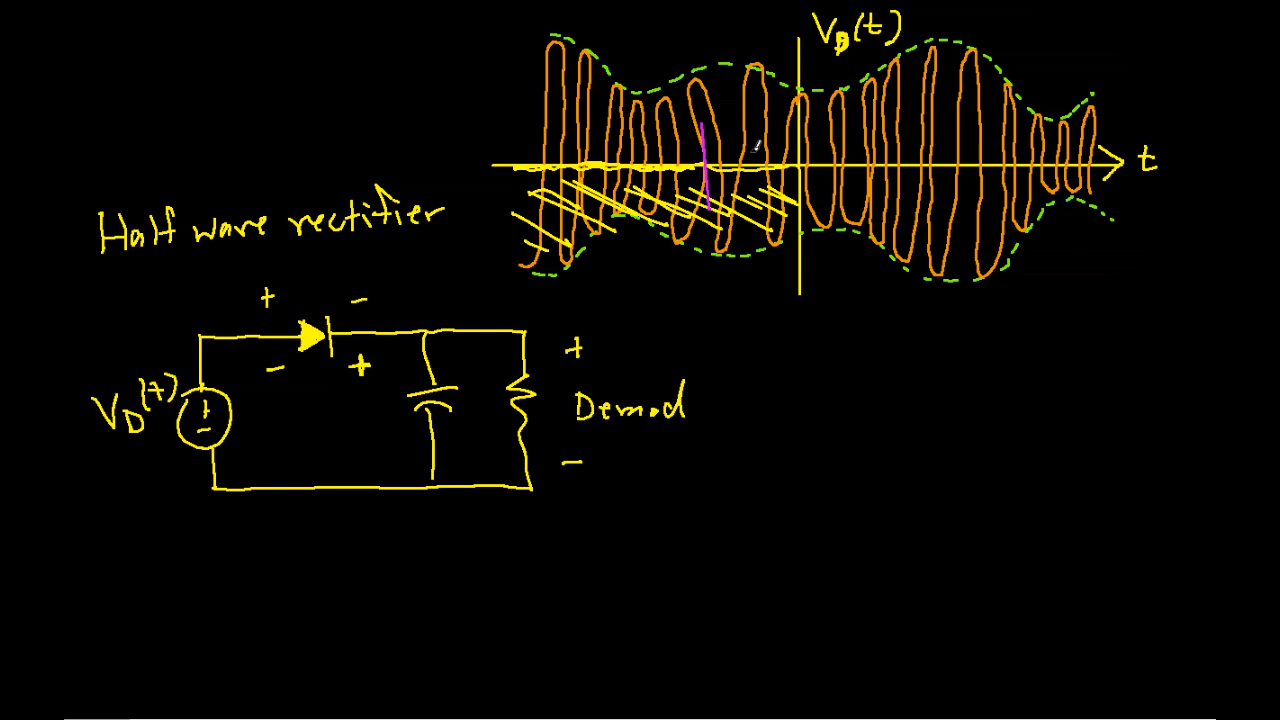 V_D(t)
t
Half wave rectifier
+ -
- +
+
V_D(t)
+
-
Demod
-